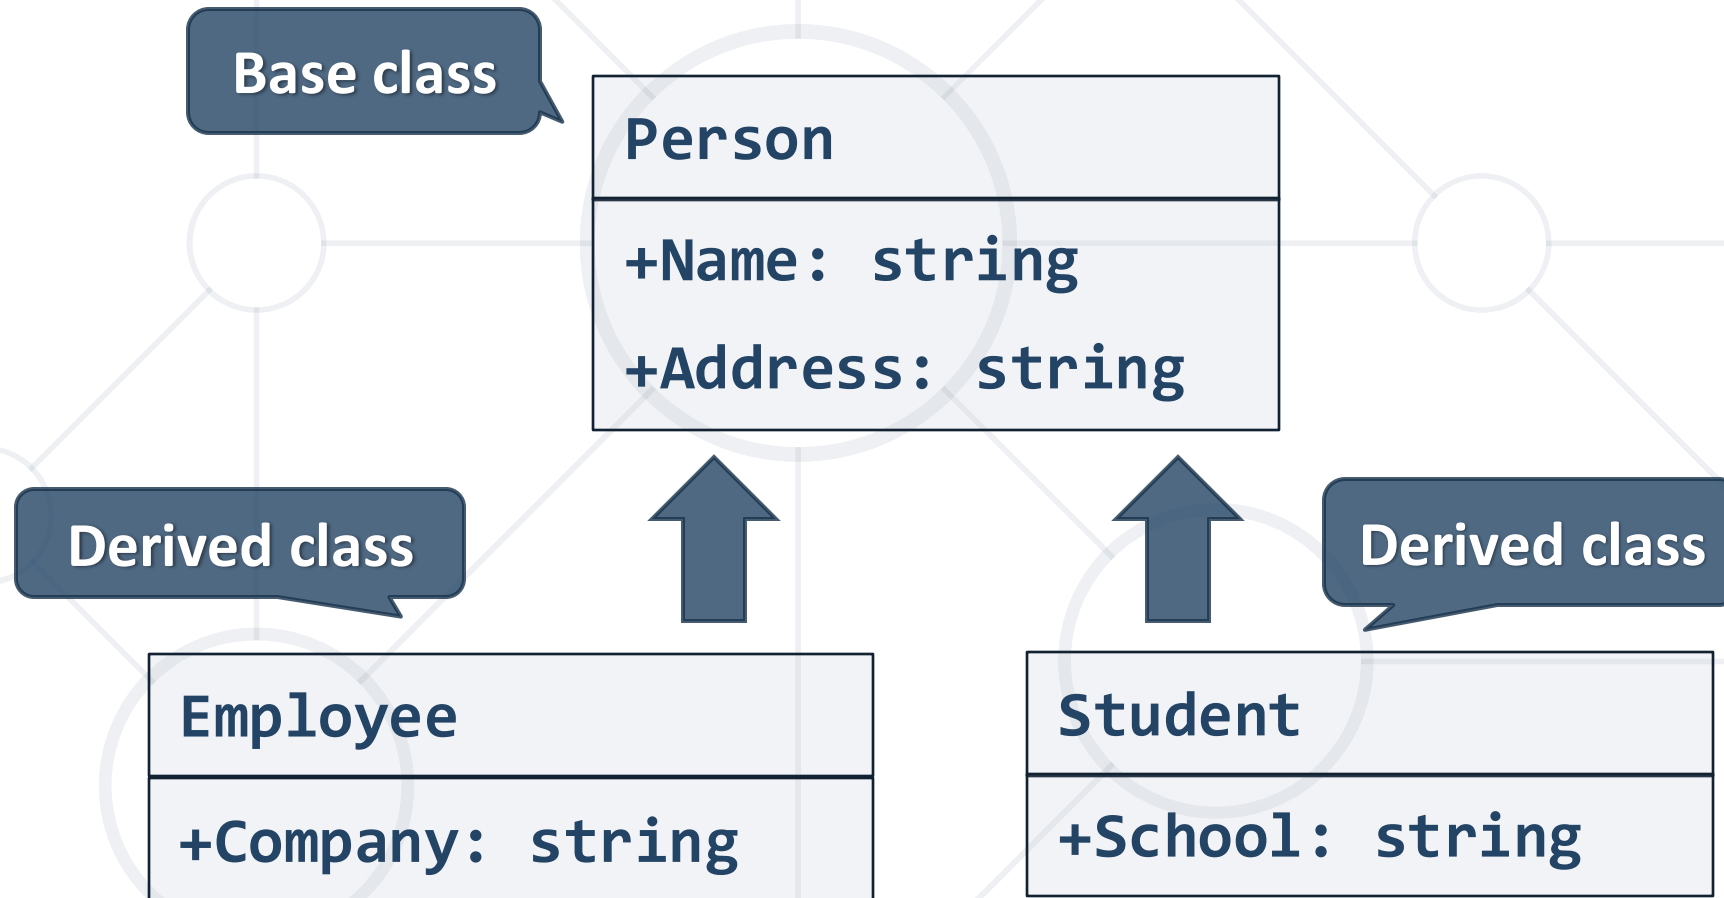 Base class
Person
+Name: string
+Address: string
Derived class
Derived class
Employee
+Company: string
Student
+School: string